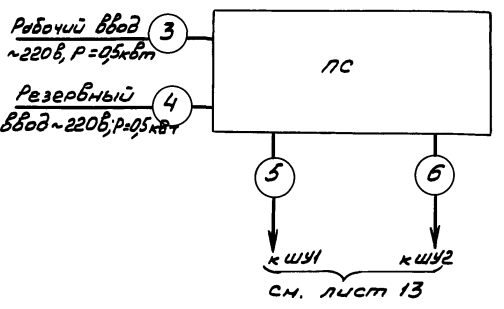 Рабочий ввод 3
~220в, Р=0,5квт
ПС
Резервный 4
ввод ~220в, Р=0,5квт
5 6
к ШУ1 к ШУ2
см. лист 13